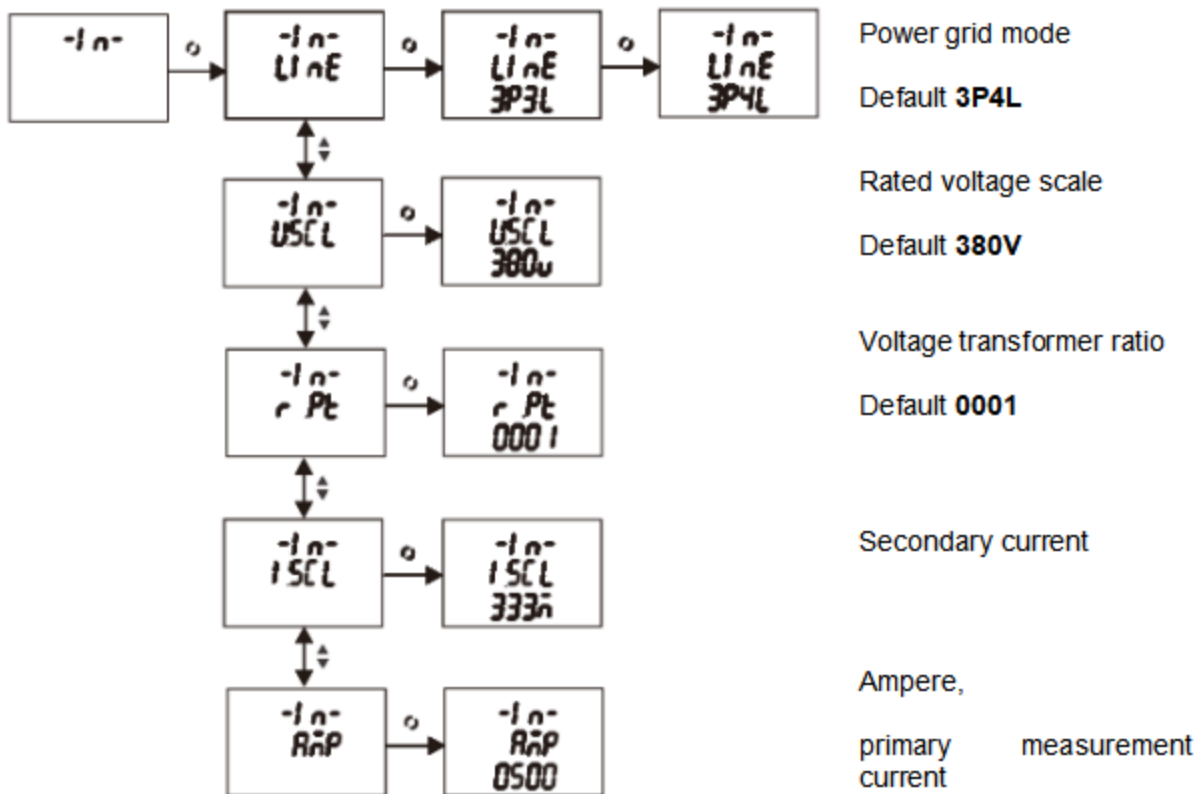 -In-
-In-
LInE
-In-
LInE
3P3L
-In-
LInE
3P4L
Power grid mode
Default 3P4L
-In-
USCL
-In-
USCL
380u
Rated voltage scale
Default 380V
-In-
r Pt
-In-
r Pt
0001
Voltage transformer ratio
Default 0001
-In-
ISCL
-In-
ISCL
333m
Secondary current
-In-
AmP
-In-
AmP
0500
Ampere,
primary measurement
current